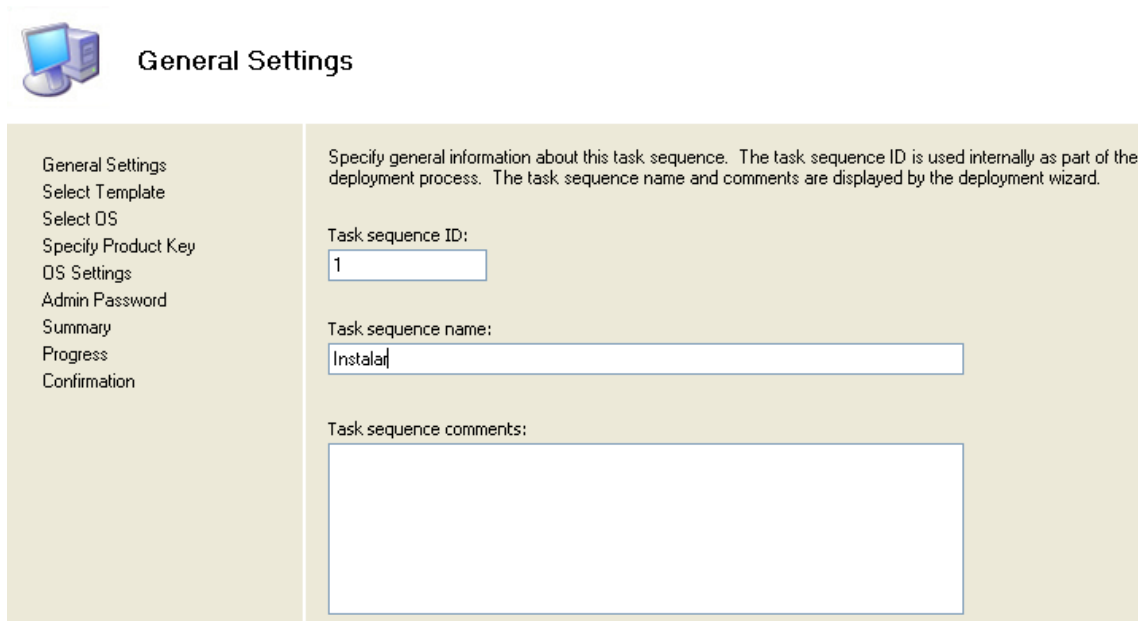 General Settings
General Settings
Select Template
Select OS
Specify Product Key
OS Settings
Admin Password
Summary
Progress
Confirmation
Specify general information about this task sequence.  The task sequence ID is used internally as part of the
deployment process.  The task sequence name and comments are displayed by the deployment wizard.
Task sequence ID:
1
Task sequence name:
Instalar
Task sequence comments: